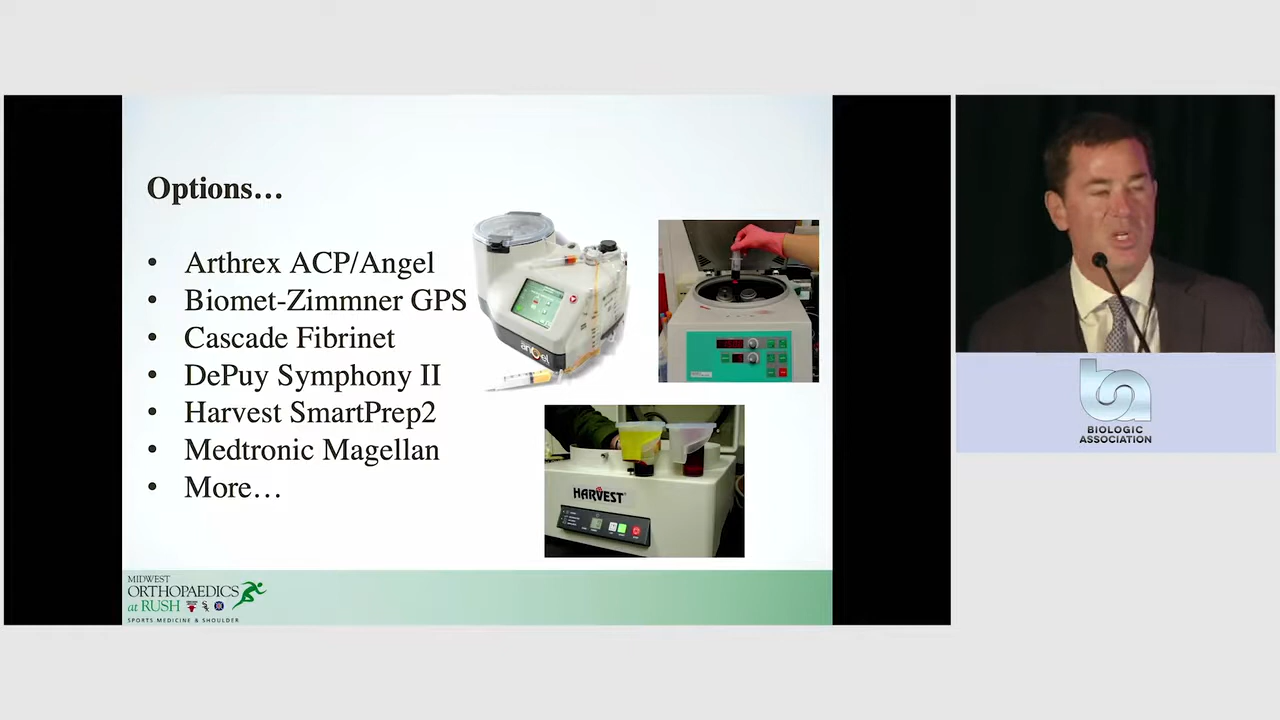 Options…
• Arthrex ACP/Angel
• Biomet-Zimmner GPS
• Cascade Fibrinet
• DePuy Symphony II
• Harvest SmartPrep2
• Medtronic Magellan
• More…
angel
HARVEST
MIDWEST
ORTHOPAEDICS
at RUSH
SPORTS MEDICINE & SHOULDER
BIOLOGIC
ASSOCIATION